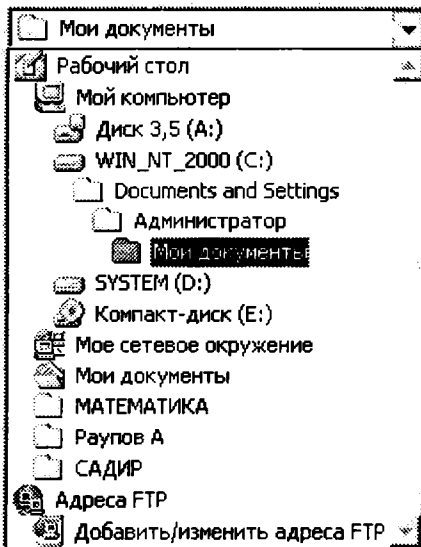 Мои документы
Рабочий стол
Мой компьютер
Диск 3,5 (A:)
WIN_NT_2000 (C:)
Documents and Settings
Администратор
Мои документы
SYSTEM (D:)
Компакт-диск (E:)
Мое сетевое окружение
Мои документы
МАТЕМАТИКА
Раупов А
САДИР
Адреса FTP
Добавить/изменить адреса FTP